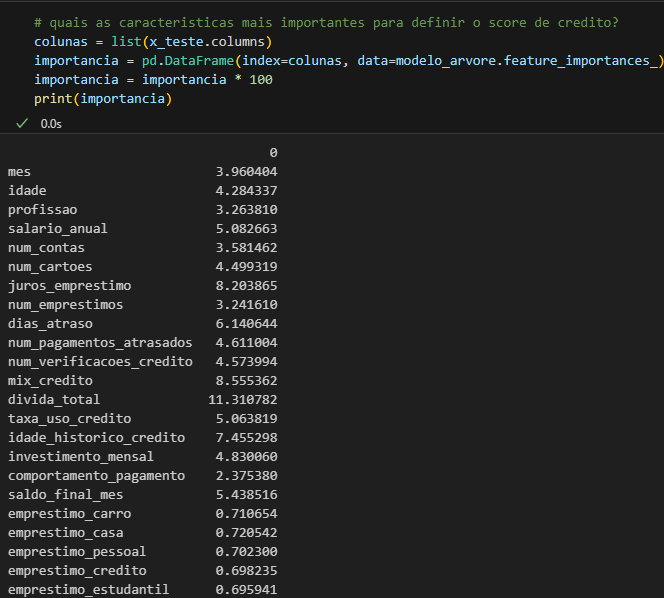 # quais as caracteristicas mais importantes para definir o score de credito?
colunas = list(x_teste.columns)
importancia = pd.DataFrame(index=colunas, data=modelo_arvore.feature_importances_)
importancia = importancia * 100
print(importancia)
0.0s
0
mes 3.960404
idade 4.284337
profissao 3.263810
salario_anual 5.082663
num_contas 3.581462
num_cartoes 4.499319
juros_emprestimo 8.203865
num_emprestimos 3.241610
dias_atraso 6.140644
num_pagamentos_atrasados 4.611004
num_verificacoes_credito 4.573994
mix_credito 8.555362
divida_total 11.310782
taxa_uso_credito 5.063819
idade_historico_credito 7.455298
investimento_mensal 4.830060
comportamento_pagamento 2.375380
saldo_final_mes 5.438516
emprestimo_carro 0.710654
emprestimo_casa 0.720542
emprestimo_pessoal 0.702300
emprestimo_credito 0.698235
emprestimo_estudantil 0.695941